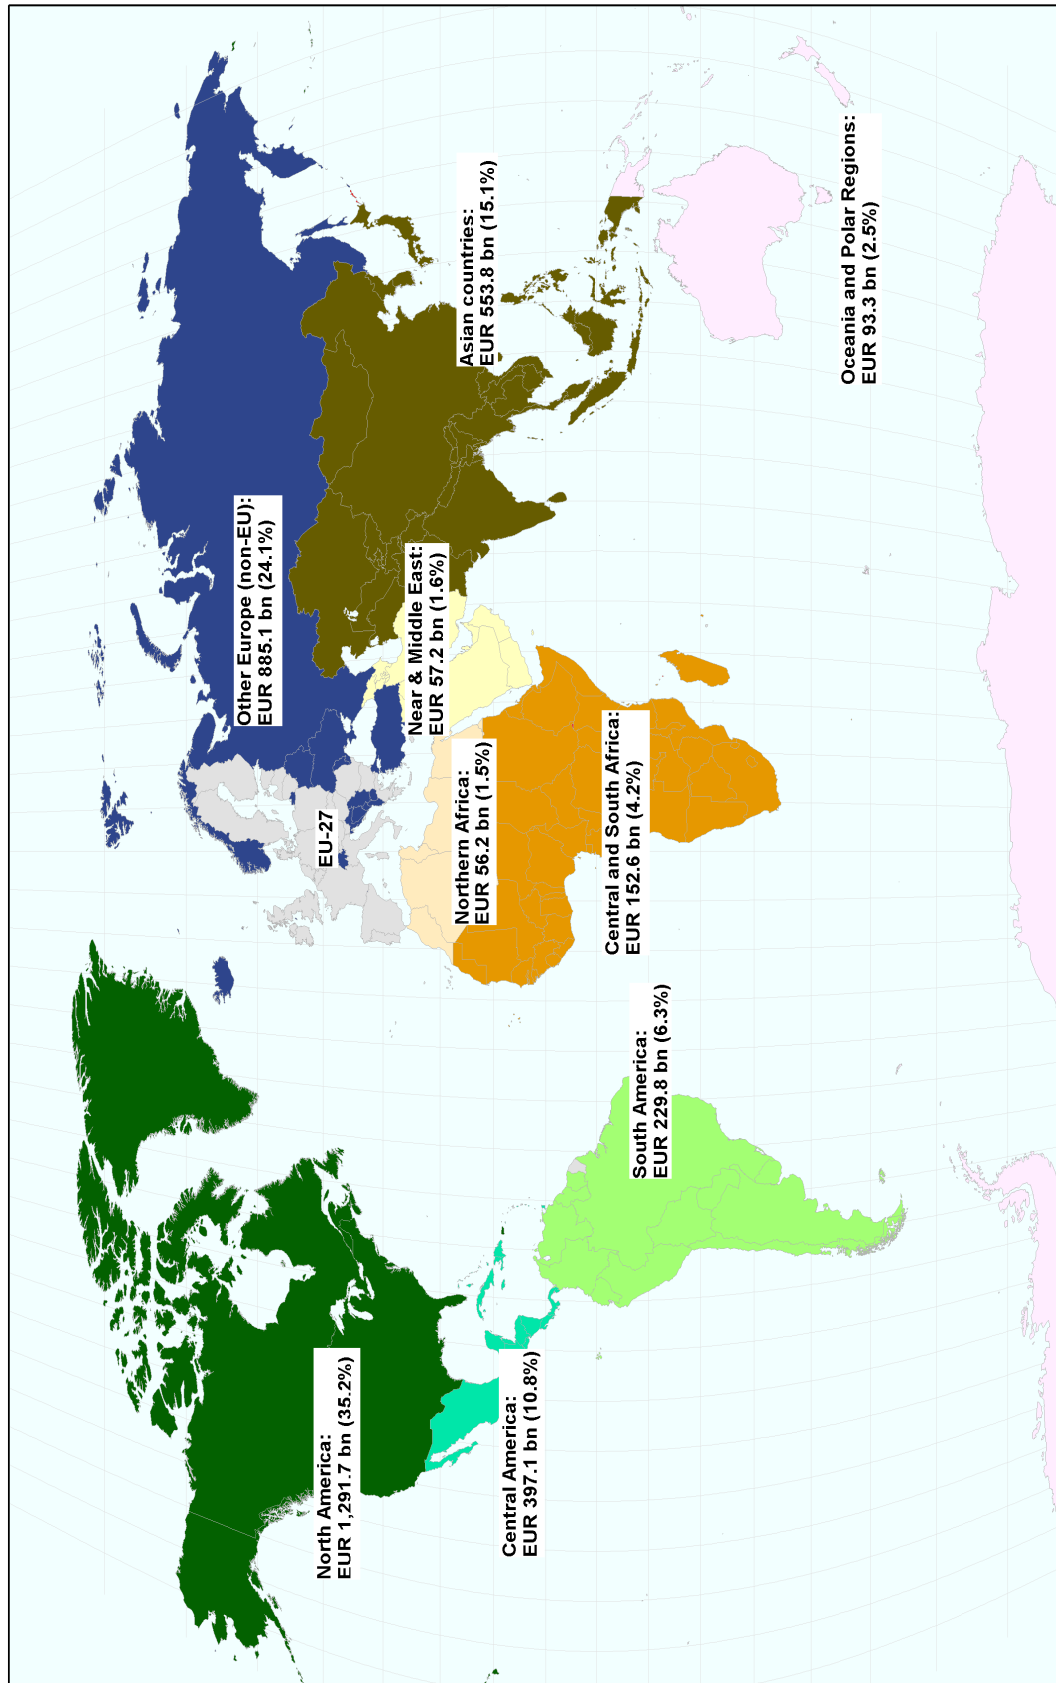 North America:
EUR 1,291.7 bn (35.2%)
Central America:
EUR 397.1 bn (10.8%)
South America:
EUR 229.8 bn (6.3%)
EU-27
Northern Africa:
EUR 56.2 bn (1.5%)
Central and South Africa:
EUR 152.6 bn (4.2%)
Other Europe (non-EU):
EUR 885.1 bn (24.1%)
Near & Middle East:
EUR 57.2 bn (1.6%)
Asian countries:
EUR 553.8 bn (15.1%)
Oceania and Polar Regions:
EUR 93.3 bn (2.5%)